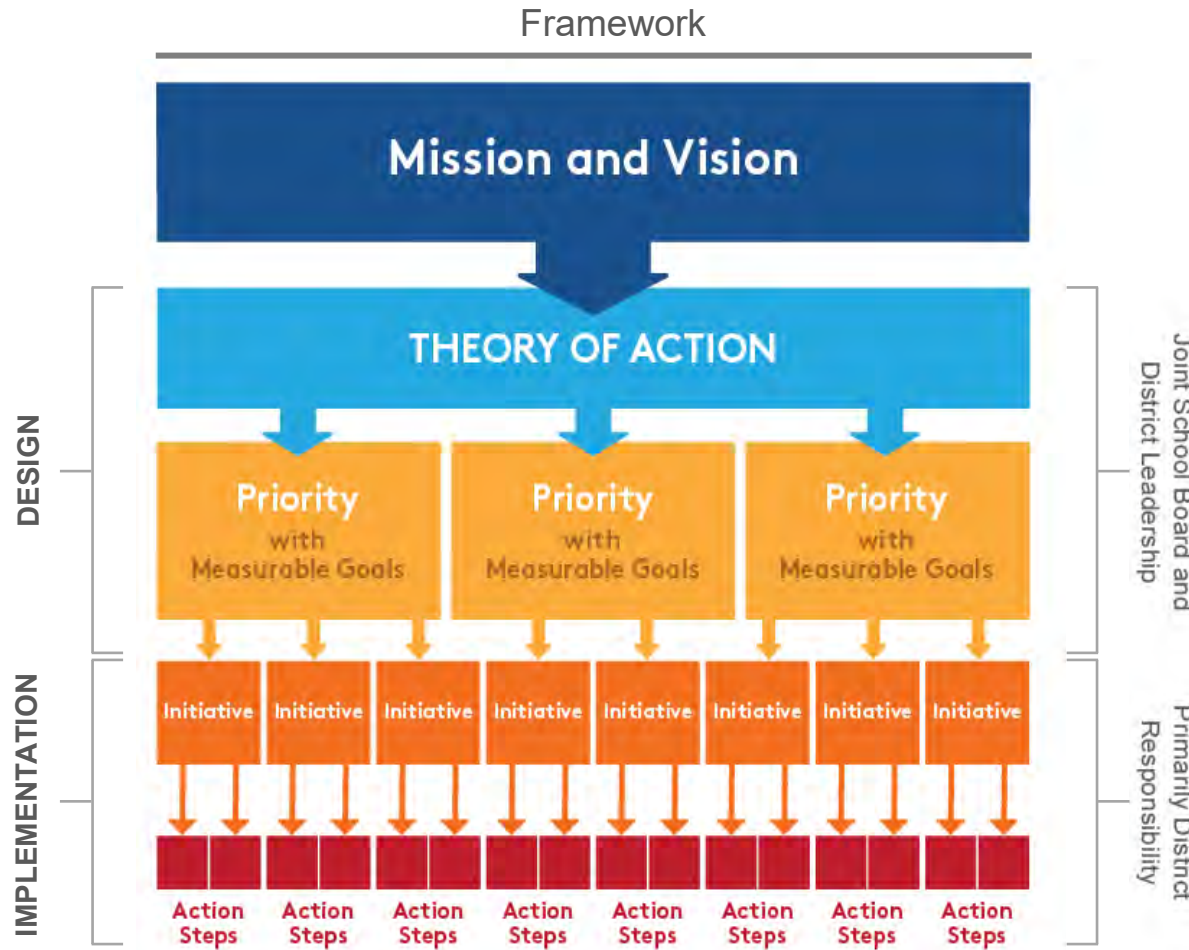 Framework
Mission and Vision
THEORY OF ACTION
DESIGN
Priority
with
Measurable Goals
Priority
with
Measurable Goals
Priority
with
Measurable Goals
Joint School Board and
District Leadership
IMPLEMENTATION
Initiative
Initiative
Initiative
Initiative
Initiative
Initiative
Initiative
Initiative
Primarily District
Responsibility
Action
Steps
Action
Steps
Action
Steps
Action
Steps
Action
Steps
Action
Steps
Action
Steps
Action
Steps